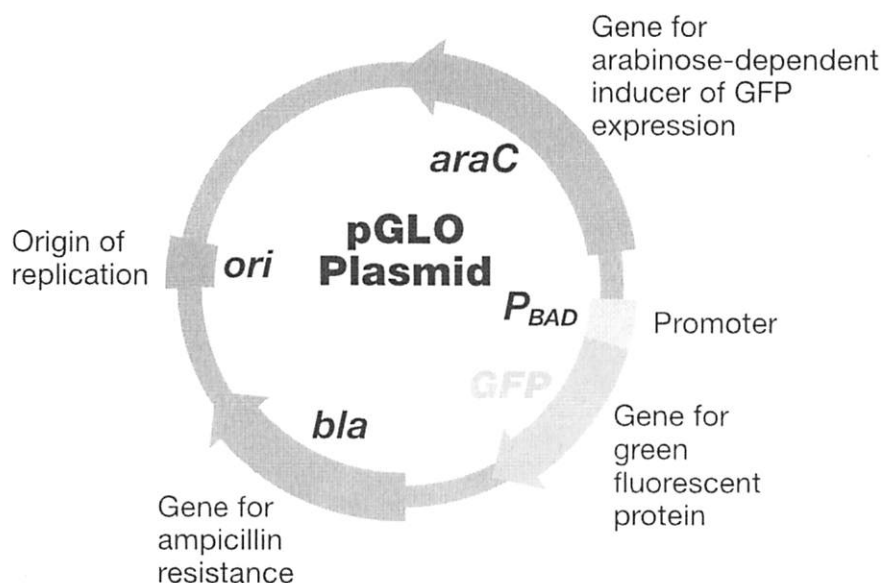 Gene for
arabinose-dependent
inducer of GFP
expression
araC
pGLO
Plasmid
Origin of
replication
ori
PBAD
Promoter
GFP
bla
Gene for
green
fluorescent
protein
Gene for
ampicillin
resistance